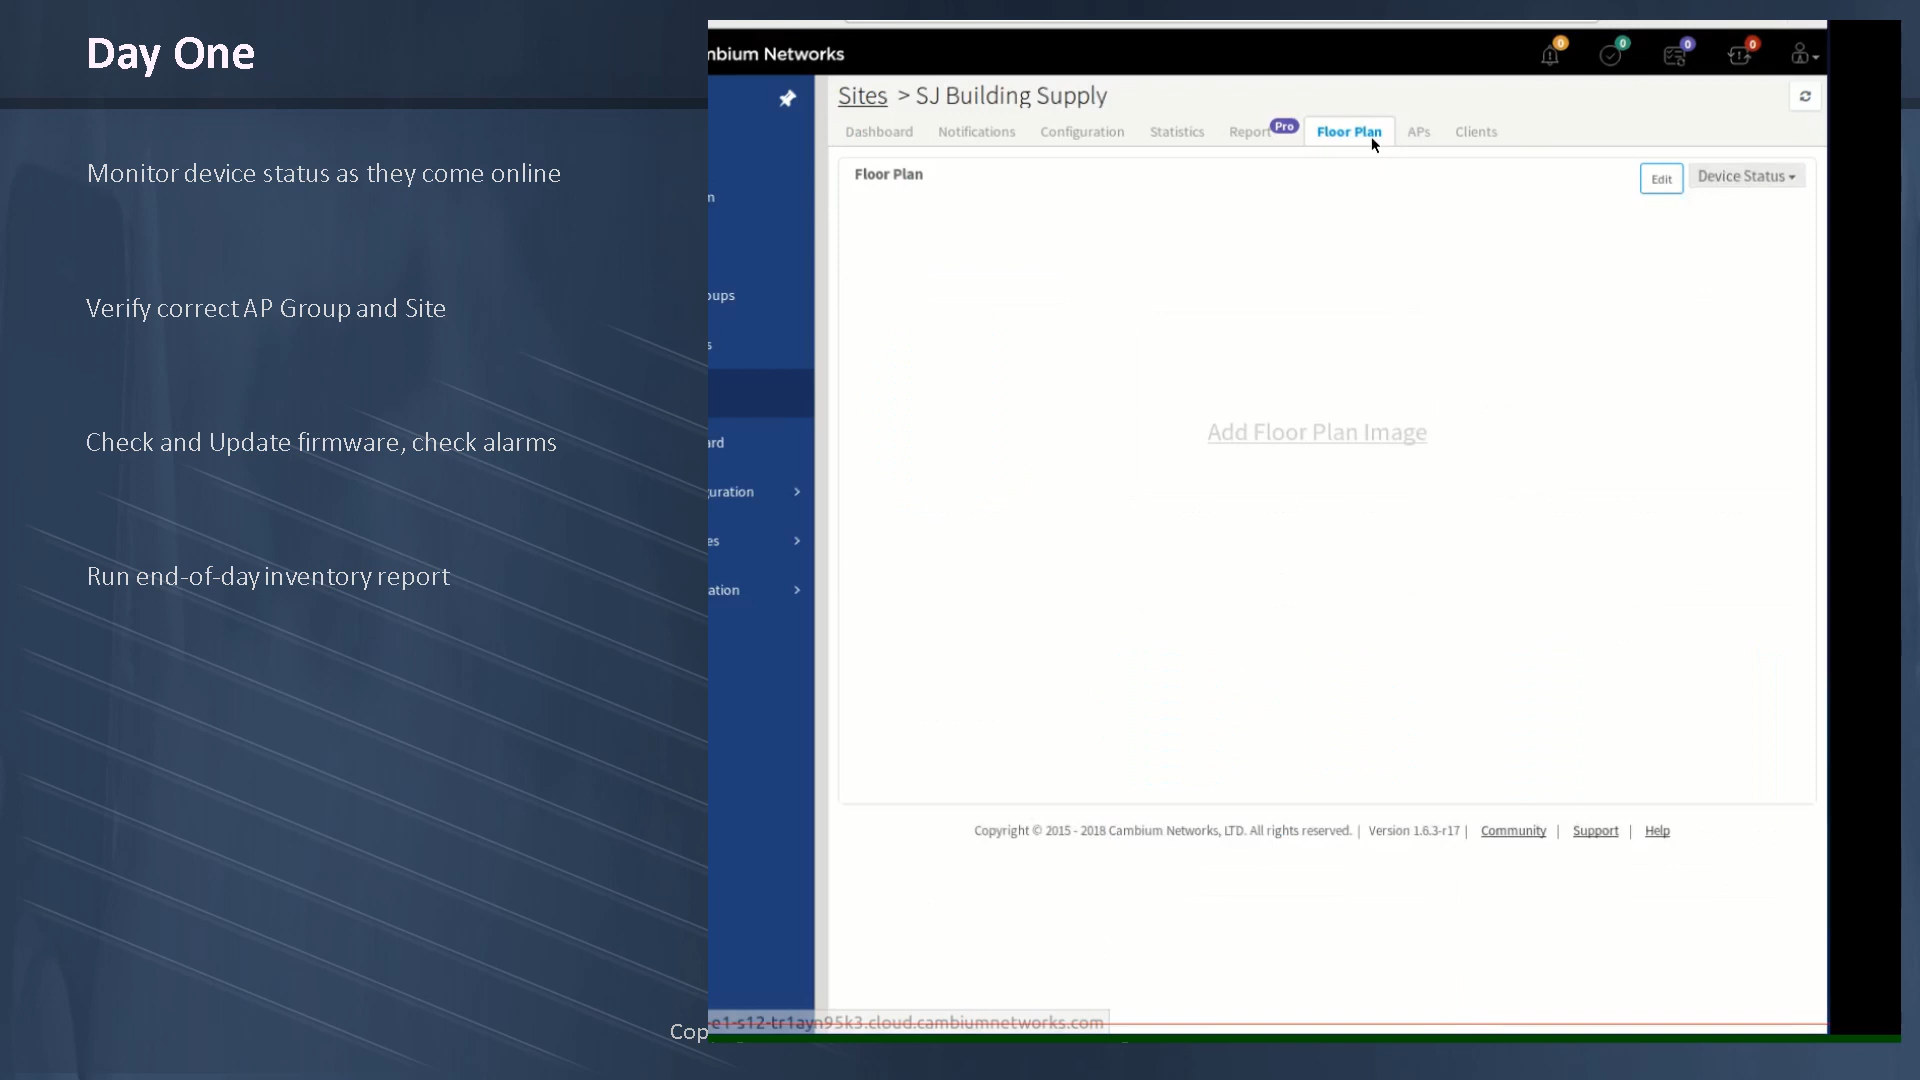 Day One
Monitor device status as they come online
Verify correct AP Group and Site
Check and Update firmware, check alarms
Run end-of-day inventory report
mbium Networks
0
0
0
0
Sites > SJ Building Supply
Dashboard Notifications Configuration Statistics Report Pro Floor Plan APs Clients
Floor Plan
Edit
Device Status
n
oups
s
ard
uration
es
ation
Add Floor Plan Image
Copyright © 2015 - 2018 Cambium Networks, LTD. All rights reserved. | Version 1.6.3-r17 | Community | Support | Help
e1-s12-tr1ayn95k3.cloud.cambiumnetworks.com
Cop